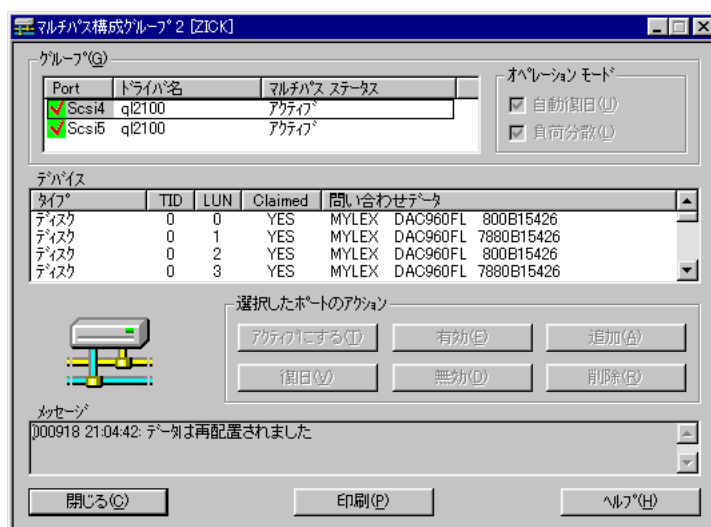 マルチパス構成グループ 2 [ZICK]
グループ(G)
Port ドライバ名 マルチパス ステータス
Scsi4 ql2100 アクティブ
Scsi5 ql2100 アクティブ
オペレーション モード
自動復旧(U)
負荷分散(L)
デバイス
タイプ TID LUN Claimed 問い合わせデータ
ディスク 0 0 YES MYLEX DAC960FL 800B15426
ディスク 0 1 YES MYLEX DAC960FL 7880B15426
ディスク 0 2 YES MYLEX DAC960FL 800B15426
ディスク 0 3 YES MYLEX DAC960FL 7880B15426
選択したポートのアクション
アクティブにする(T) 有効(E) 追加(A)
復旧(V) 無効(D) 削除(R)
メッセージ
000918 21:04:42: データは再配置されました
閉じる(C) 印刷(P) ヘルプ(H)